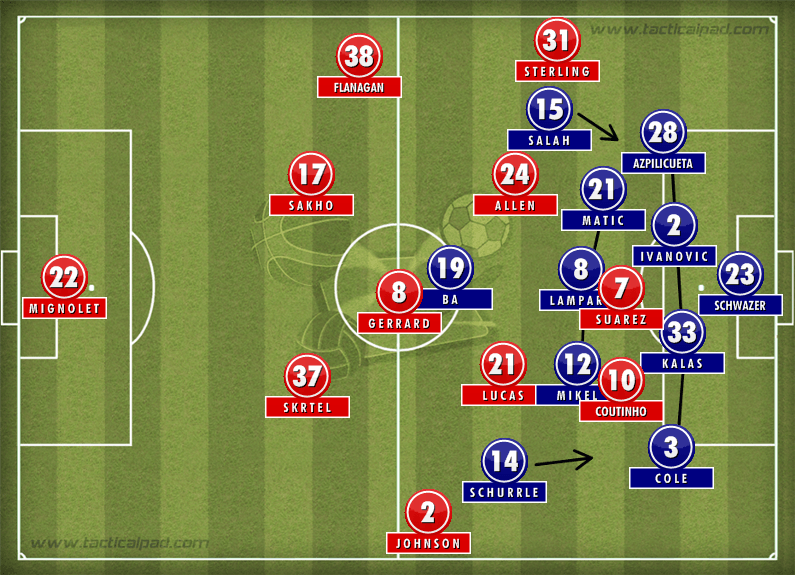 www.tacticalpad.com
31
STERLING
38
FLANAGAN
15
SALAH
28
AZPILICUETA
17
SAKHO
24
ALLEN
21
MATIC
2
IVANOVIC
22
MIGNOLET
19
BA
8
LAMPAR
7
SUAREZ
23
SCHWAZER
8
GERRARD
33
KALAS
37
SKRTEL
21
LUCAS
12
MIKEL
10
COUTINHO
14
SCHURRLE
3
COLE
2
JOHNSON
www.tacticalpad.com